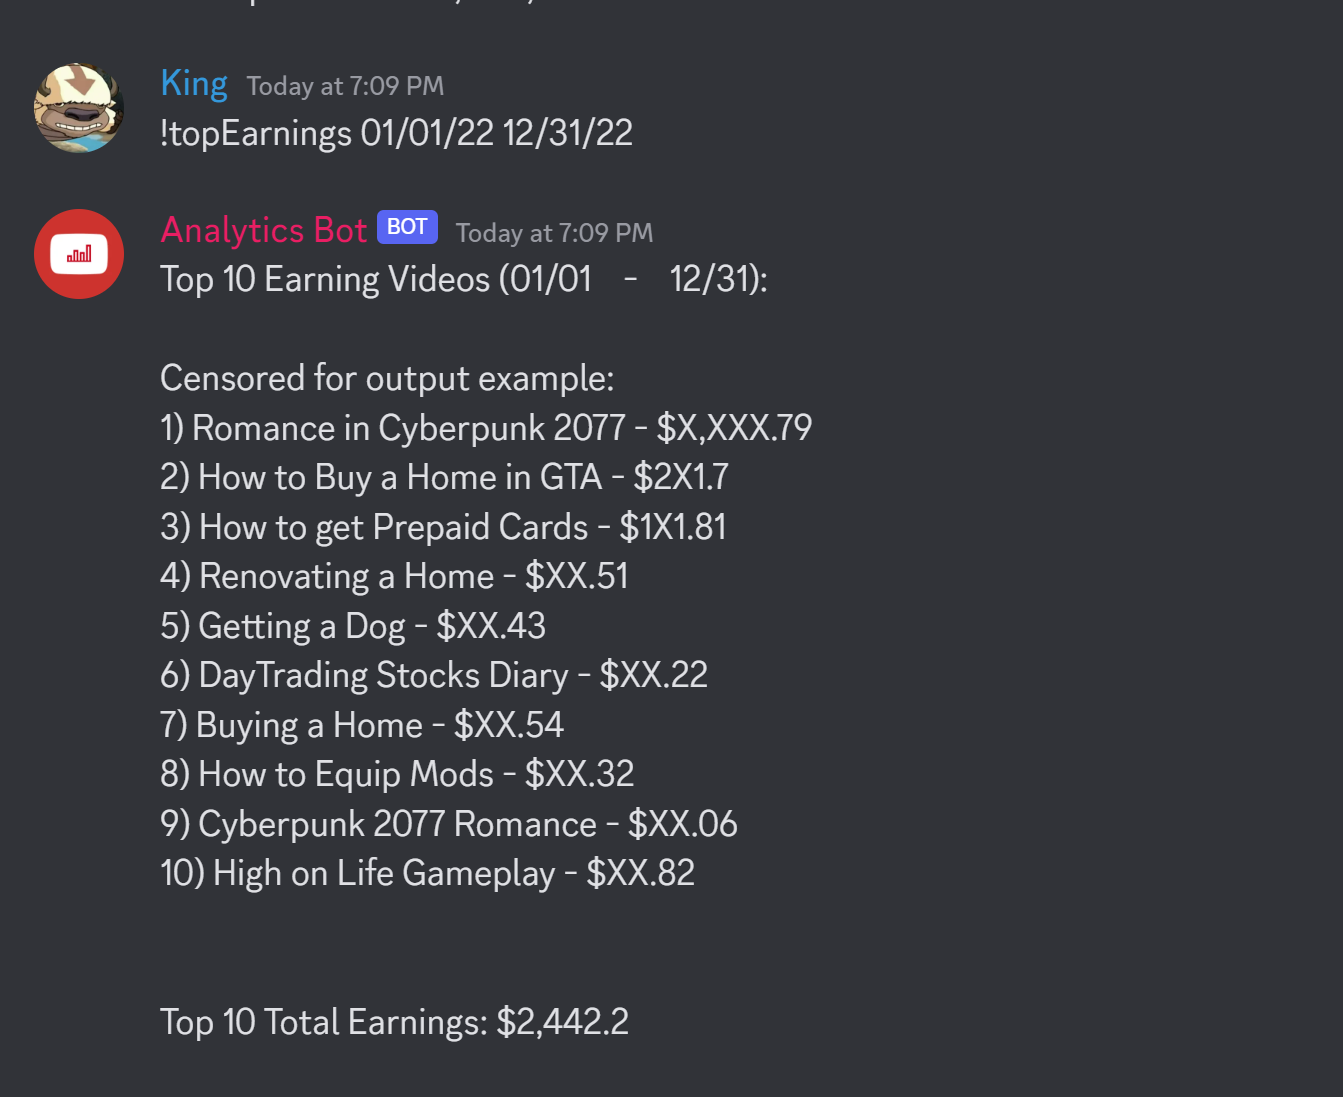 King Today at 7:09 PM
!topEarnings 01/01/22 12/31/22
Analytics Bot BOT Today at 7:09 PM
Top 10 Earning Videos (01/01 - 12/31):
Censored for output example:
1) Romance in Cyberpunk 2077 - $X,XXX.79
2) How to Buy a Home in GTA - $2X1.7
3) How to get Prepaid Cards - $1X1.81
4) Renovating a Home - $XX.51
5) Getting a Dog - $XX.43
6) DayTrading Stocks Diary - $XX.22
7) Buying a Home - $XX.54
8) How to Equip Mods - $XX.32
9) Cyberpunk 2077 Romance - $XX.06
10) High on Life Gameplay - $XX.82
Top 10 Total Earnings: $2,442.2